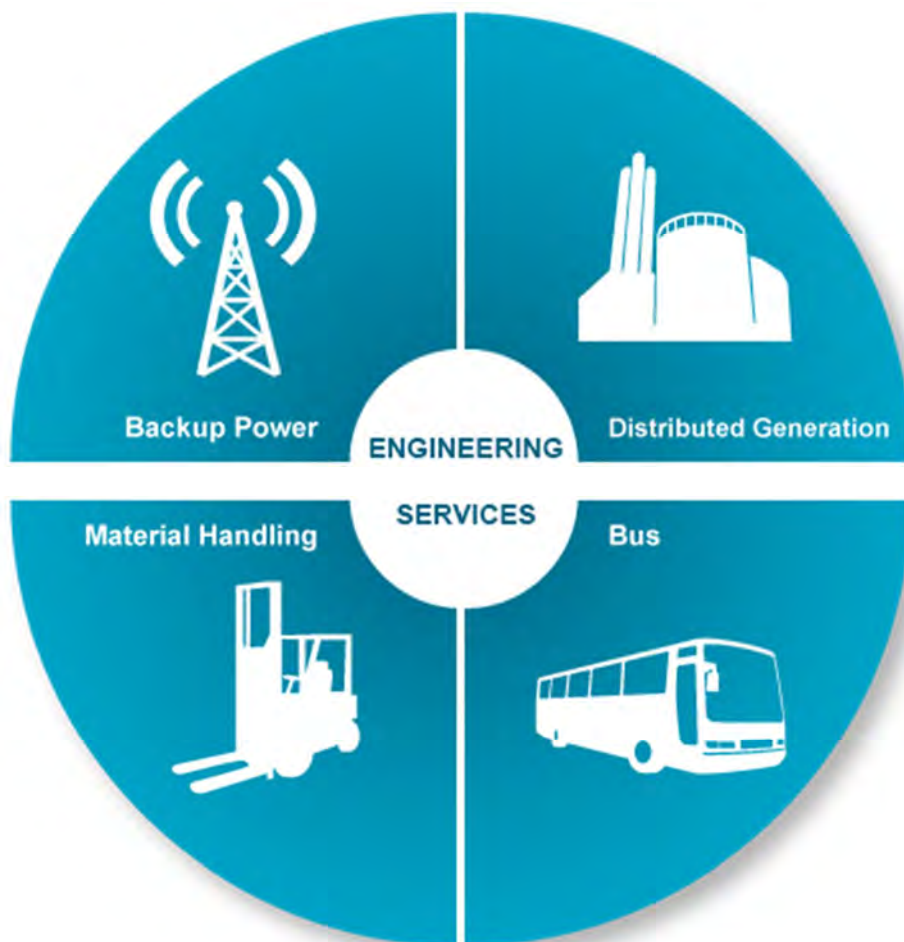 Backup Power
Distributed Generation
ENGINEERING
SERVICES
Material Handling
Bus